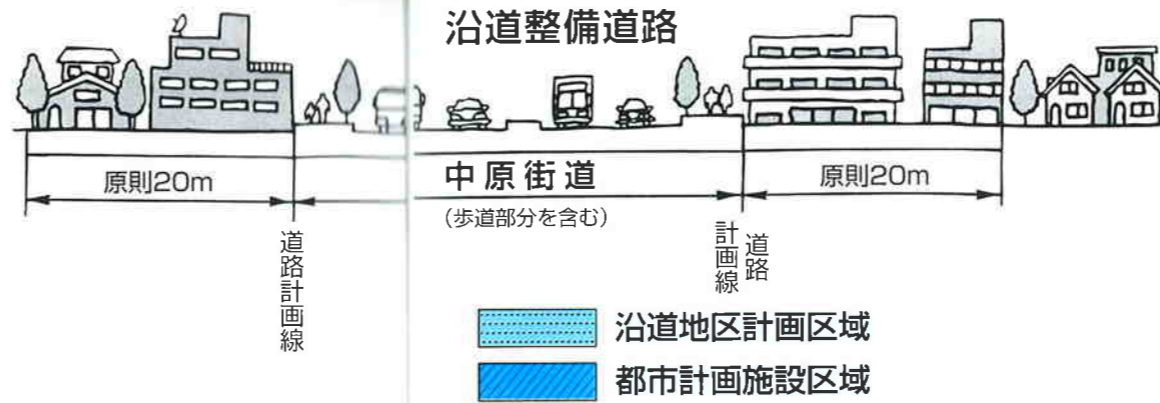 沿道整備道路
原則20m
中原街道
原則20m
(歩道部分を含む)
道路計画線
道路
計画線
沿道地区計画区域
都市計画施設区域